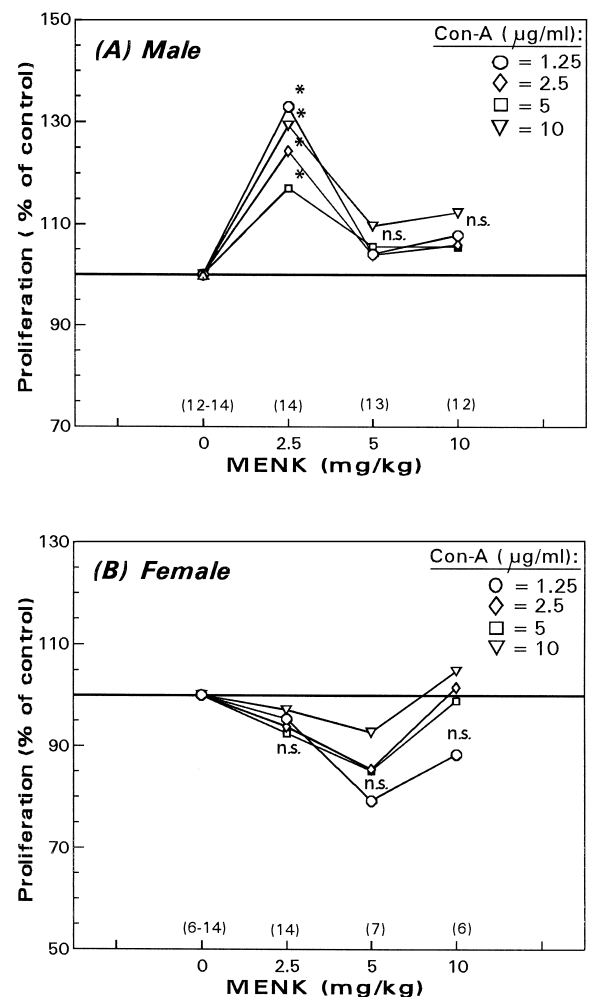 150
(A) Male
Con-A ( µg/ml):
= 1.25
= 2.5
= 5
= 10
130
110
90
70
Proliferation ( % of control)
*
*
*
*
n.s.
n.s.
(12-14) (14) (13) (12)
0 2.5 5 10
MENK (mg/kg)
130
(B) Female
Con-A ( µg/ml):
= 1.25
= 2.5
= 5
= 10
110
90
70
50
Proliferation (% of control)
n.s.
n.s.
n.s.
(6-14) (14) (7) (6)
0 2.5 5 10
MENK (mg/kg)